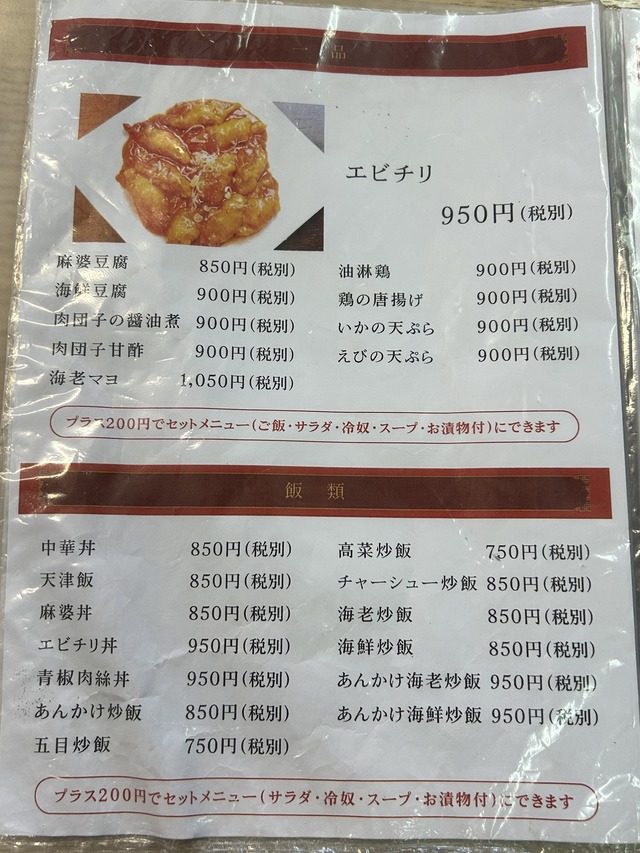 一品
エビチリ
950円(税別)
麻婆豆腐 850円(税別)
海鮮豆腐 900円(税別)
肉団子の醤油煮 900円(税別)
肉団子甘酢 900円(税別)
海老マヨ 1,050円(税別)
油淋鶏 900円(税別)
鶏の唐揚げ 900円(税別)
いかの天ぷら 900円(税別)
えびの天ぷら 900円(税別)
プラス200円でセットメニュー(ご飯・サラダ・冷奴・スープ・お漬物付)にできます
飯類
中華丼 850円(税別)
天津飯 850円(税別)
麻婆丼 850円(税別)
エビチリ丼 950円(税別)
青椒肉絲丼 950円(税別)
あんかけ炒飯 850円(税別)
五目炒飯 750円(税別)
高菜炒飯 750円(税別)
チャーシュー炒飯 850円(税別)
海老炒飯 850円(税別)
海鮮炒飯 850円(税別)
あんかけ海老炒飯 950円(税別)
あんかけ海鮮炒飯 950円(税別)
プラス200円でセットメニュー(サラダ・冷奴・スープ・お漬物付)にできます